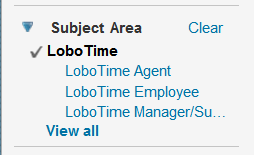 Subject Area Clear
LoboTime
LoboTime Agent
LoboTime Employee
LoboTime Manager/Su...
View all